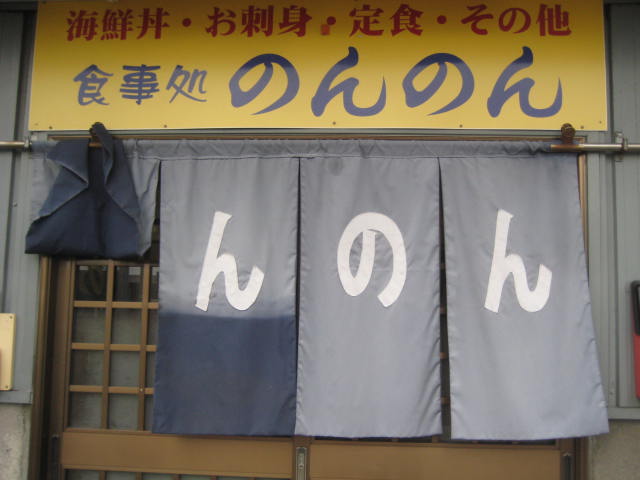 海鮮丼・お刺身・定食・その他
食事処 のんのん
んのん